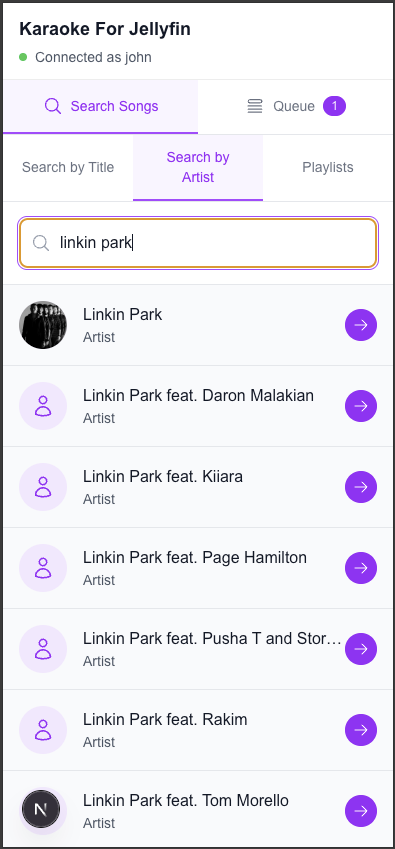 Karaoke For Jellyfin
Connected as john
Search Songs
Queue 1
Search by Title
Search by
Artist
Playlists
linkin park
Linkin Park
Artist
Linkin Park feat. Daron Malakian
Artist
Linkin Park feat. Kiiara
Artist
Linkin Park feat. Page Hamilton
Artist
Linkin Park feat. Pusha T and Stor…
Artist
Linkin Park feat. Rakim
Artist
N
Linkin Park feat. Tom Morello
Artist